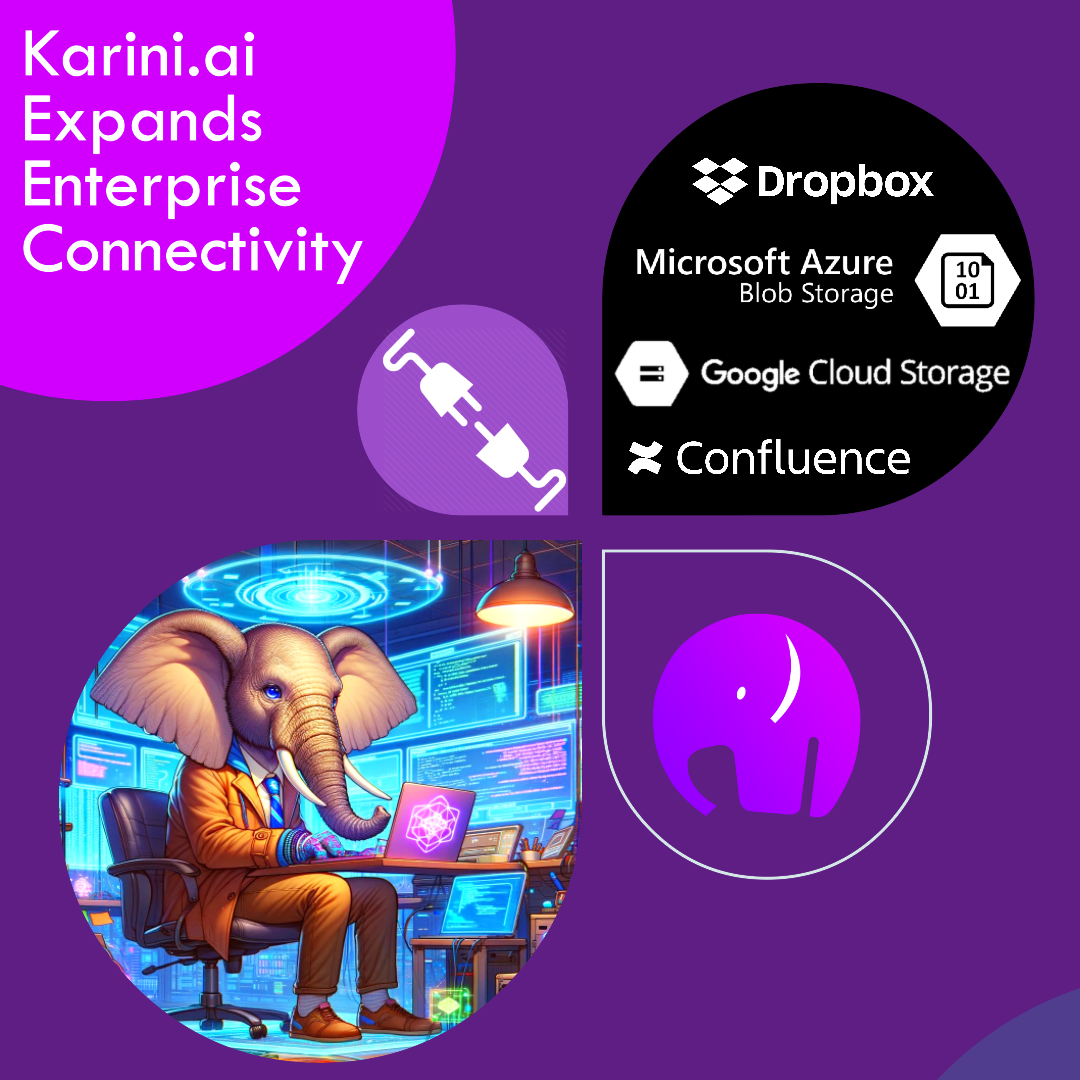 Karini.ai
Expands
Enterprise
Connectivity
Dropbox
Microsoft Azure
Blob Storage
10
01
Google Cloud Storage
Confluence